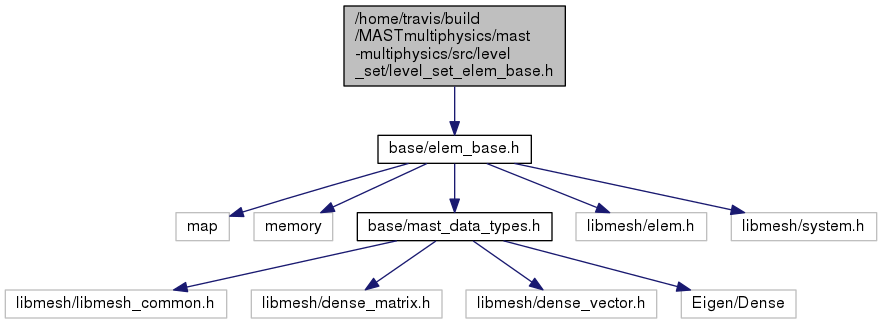 /home/travis/build
/MASTmultiphysics/mast
-multiphysics/src/level
_set/level_set_elem_base.h
base/elem_base.h
map
memory
base/mast_data_types.h
libmesh/elem.h
libmesh/system.h
libmesh/libmesh_common.h
libmesh/dense_matrix.h
libmesh/dense_vector.h
Eigen/Dense